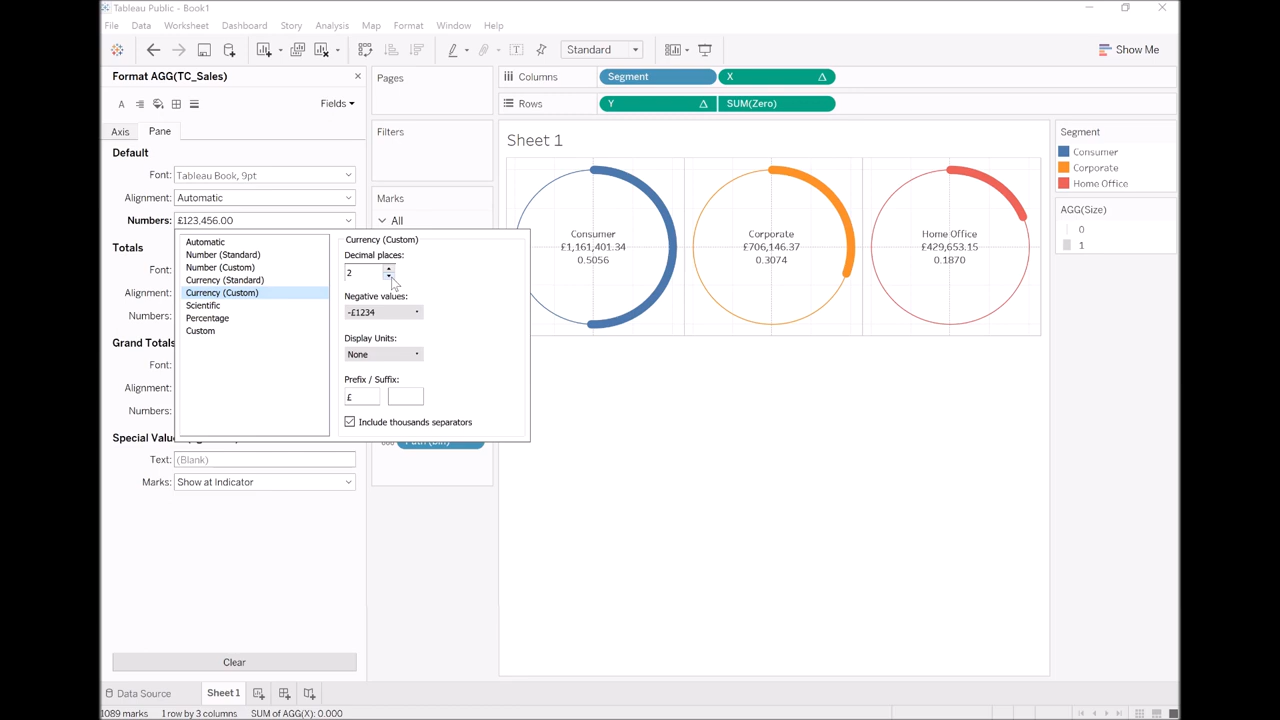 Tableau Public - Book1
File Data Worksheet Dashboard Story Analysis Map Format Window Help
Standard
Show Me
Format AGG(TC_Sales)
Fields
Axis Pane
Default
Font: Tableau Book, 9pt
Alignment: Automatic
Numbers: £123,456.00
Totals
Font:
Alignment:
Numbers:
Grand Totals
Font:
Alignment:
Numbers:
Text: (Blank)
Marks: Show at Indicator
Clear
Automatic
Number (Standard)
Number (Custom)
Currency (Standard)
Currency (Custom)
Scientific
Percentage
Custom
Currency (Custom)
Decimal places:
2
Negative values:
-£1234
Display Units:
None
Prefix / Suffix:
£
Include thousands separators
Pages
Filters
Marks
All
Columns Segment X
Rows Y SUM(Zero)
Sheet 1
Consumer
£1,161,401.34
0.5056
Corporate
£706,146.37
0.3074
Home Office
£429,653.15
0.1870
Segment
Consumer
Corporate
Home Office
AGG(Size)
0
1
Data Source Sheet 1
1089 marks 1 row by 3 columns SUM of AGG(X): 0.000